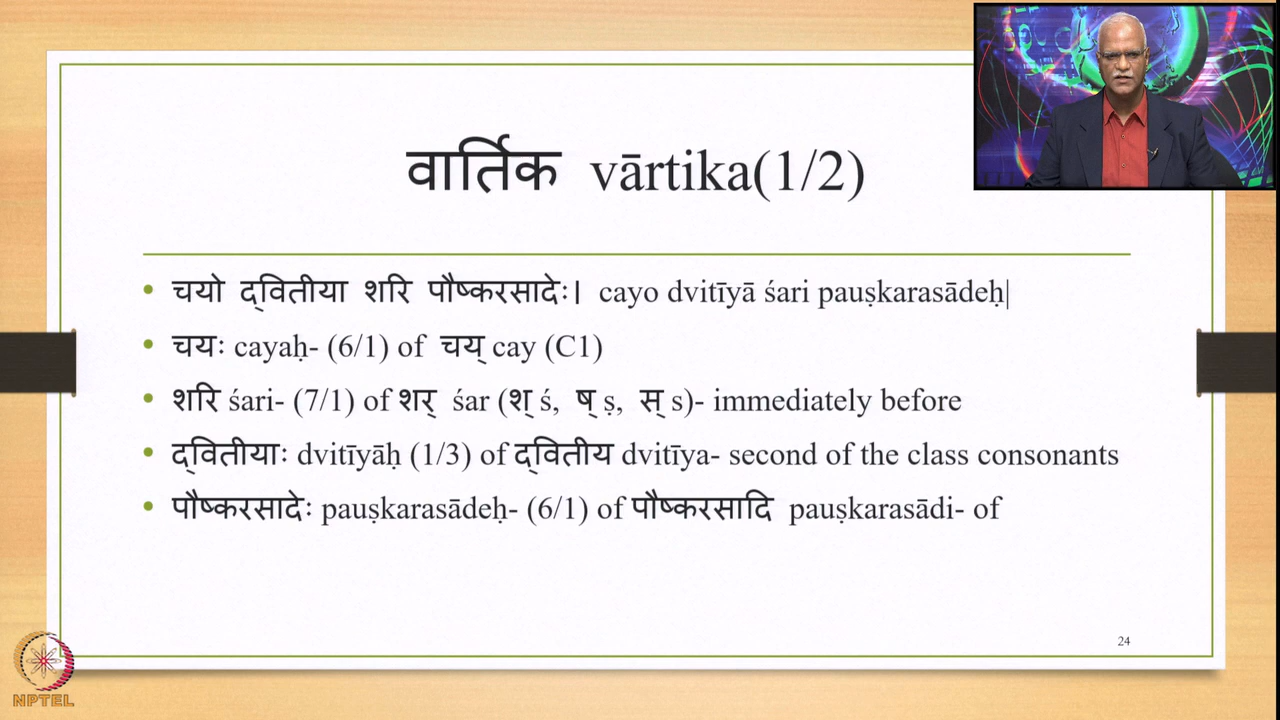 वार्तिक vārtika(1/2)
• चयो द्वितीया शरि पौष्करसादेः। cayo dvitīyā śari pauṣkarasādeḥ|
• चयः cayaḥ- (6/1) of चय् cay (C1)
• शरि śari- (7/1) of शर् śar (श् ś, ष् ṣ, स् s)- immediately before
• द्वितीयाः dvitīyāḥ (1/3) of द्वितीय dvitīya- second of the class consonants
• पौष्करसादेः pauṣkarasādeḥ- (6/1) of पौष्करसादि pauṣkarasādi- of
24
NPTEL